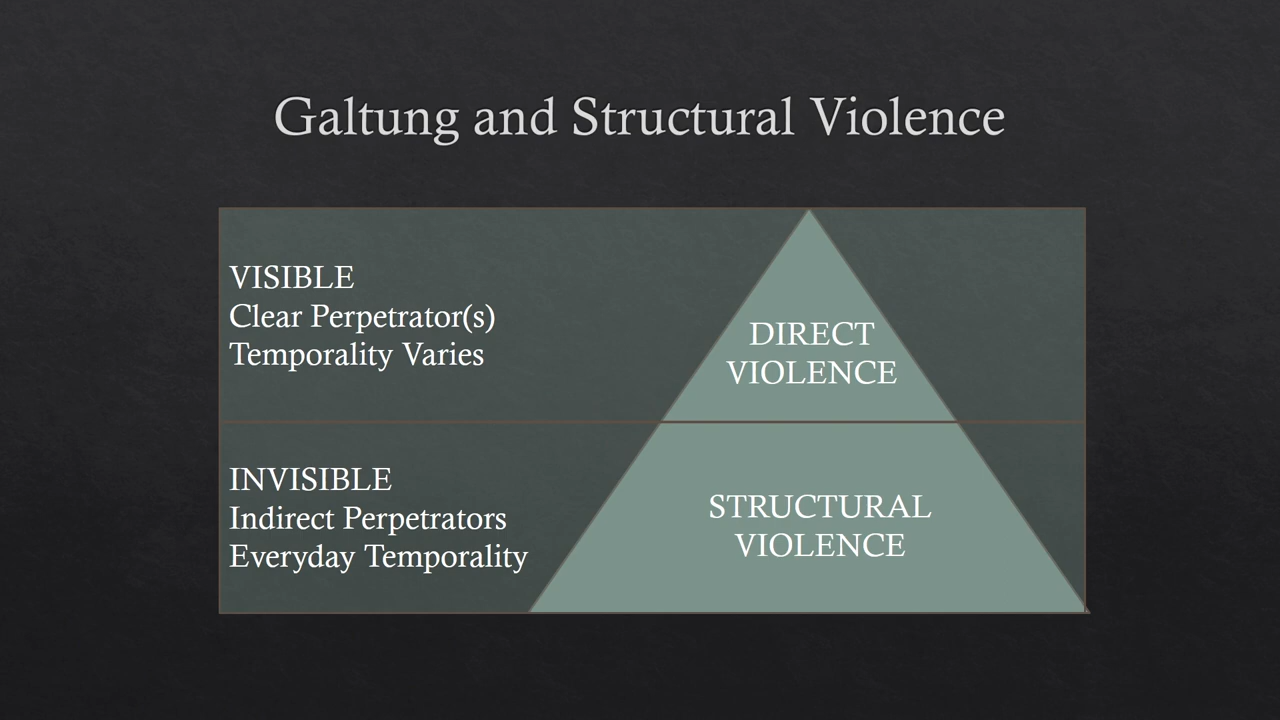 Galtung and Structural Violence
VISIBLE
Clear Perpetrator(s)
Temporality Varies
DIRECT
VIOLENCE
INVISIBLE
Indirect Perpetrators
Everyday Temporality
STRUCTURAL
VIOLENCE